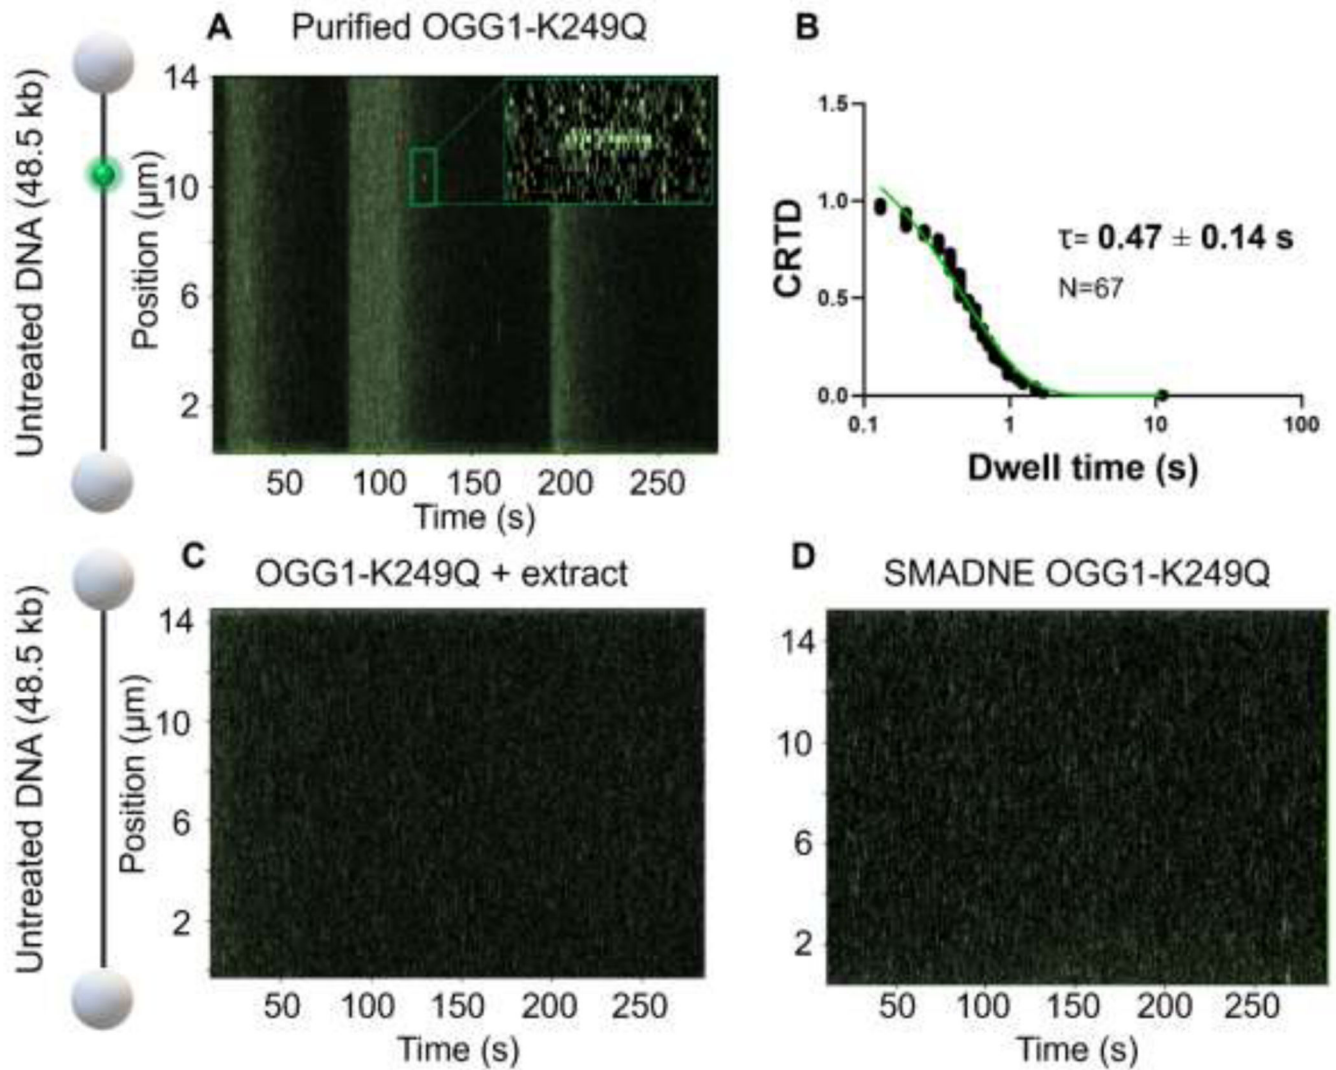 A
Purified OGG1-K249Q
Untreated DNA (48.5 kb)
Position (µm)
14
10
6
2
50 100 150 200 250
Time (s)
B
CRTD
1.5
1.0
0.5
0.0
τ= 0.47 ± 0.14 s
N=67
0.1 1 10 100
Dwell time (s)
C
OGG1-K249Q + extract
Untreated DNA (48.5 kb)
Position (µm)
14
10
6
2
50 100 150 200 250
Time (s)
D
SMADNE OGG1-K249Q
14
10
6
2
50 100 150 200 250
Time (s)